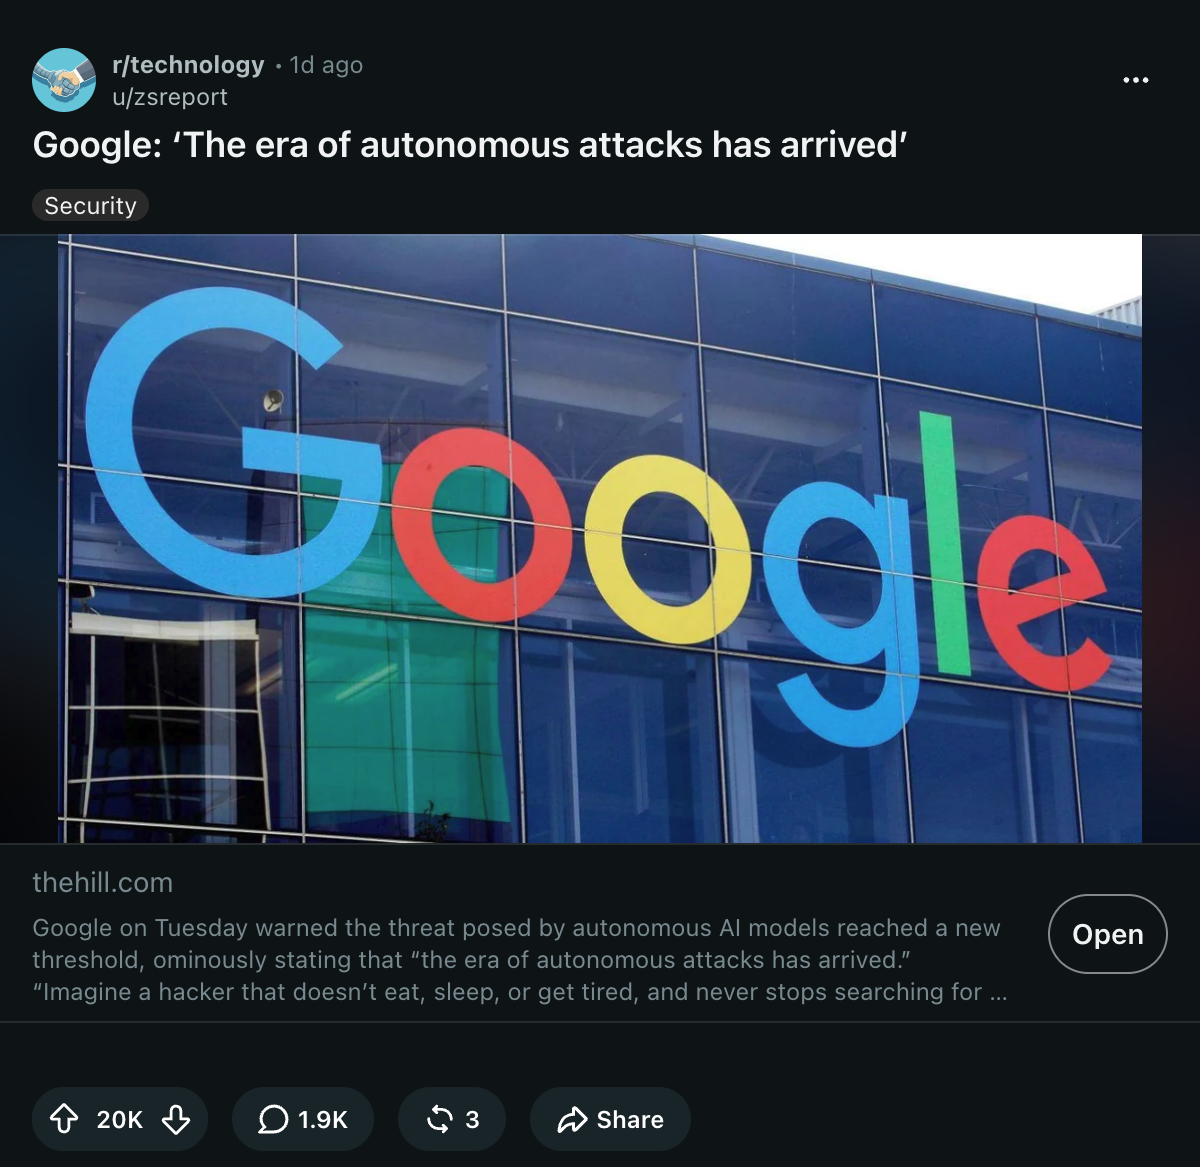 r/technology • 1d ago
u/zsreport
Google: ‘The era of autonomous attacks has arrived’
Security
Google
thehill.com
Google on Tuesday warned the threat posed by autonomous AI models reached a new
threshold, ominously stating that “the era of autonomous attacks has arrived.”
“Imagine a hacker that doesn’t eat, sleep, or get tired, and never stops searching for ...
Open
20K
1.9K
3
Share